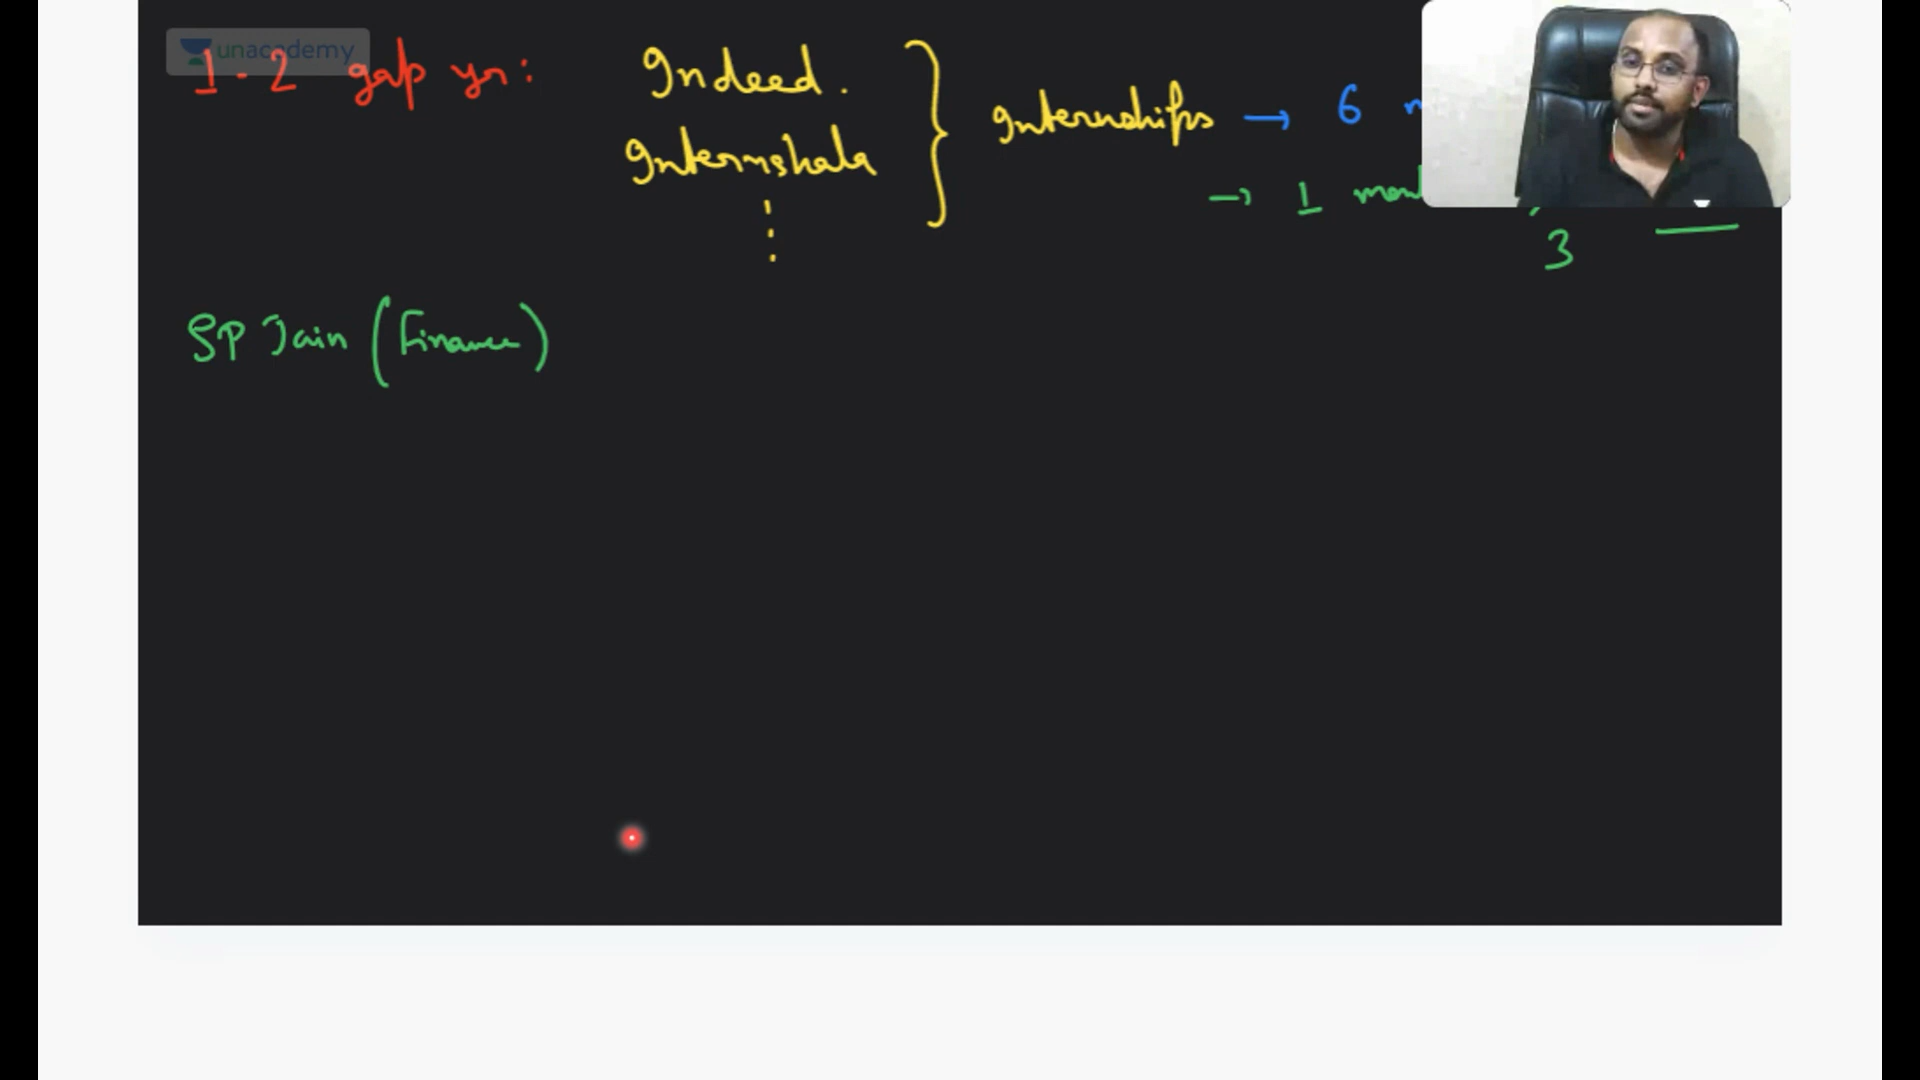 unacademy
1-2 gap yr:
Indeed.
Internshala
Internships → 6
→ 1
3
SP Jain (Finance)